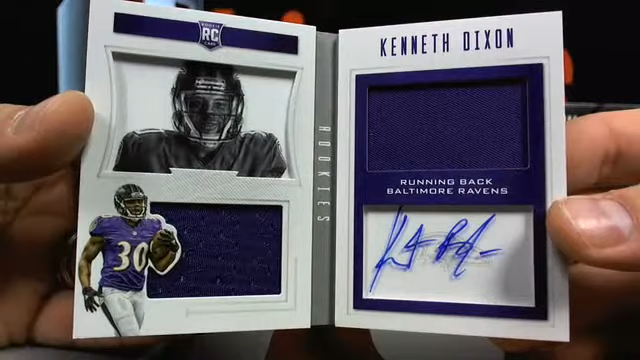 ROOKIE
RC
CARD
ROOKIES
30
KENNETH DIXON
RUNNING BACK
BALTIMORE RAVENS